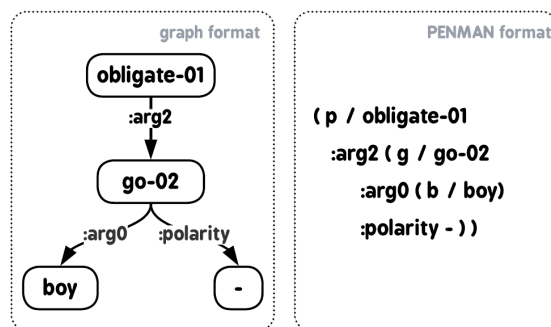 graph format
obligate-01
:arg2
go-02
:arg0 :polarity
boy -
PENMAN format
( p / obligate-01
:arg2 ( g / go-02
:arg0 ( b / boy)
:polarity - ) )